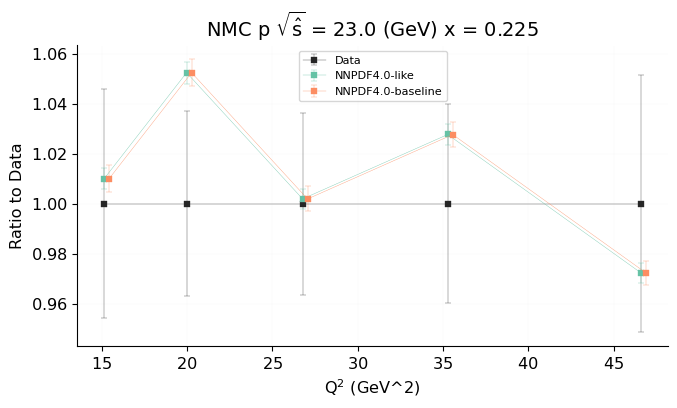 NMC p √ŝ = 23.0 (GeV) x = 0.225
Data
NNPDF4.0-like
NNPDF4.0-baseline
Ratio to Data
1.06
1.04
1.02
1.00
0.98
0.96
15 20 25 30 35 40 45
Q² (GeV^2)